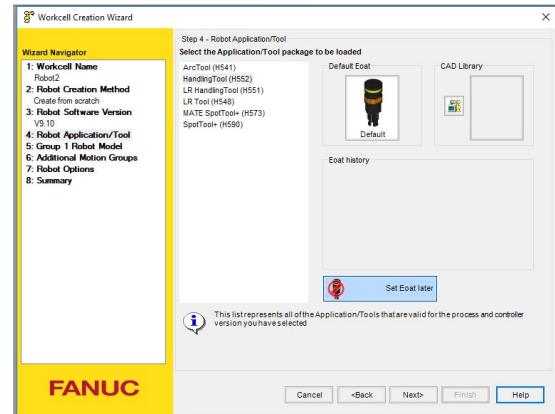 Workcell Creation Wizard
Wizard Navigator
1: Workcell Name
Robot2
2: Robot Creation Method
Create from scratch
3: Robot Software Version
V9.10
4: Robot Application/Tool
5: Group 1 Robot Model
6: Additional Motion Groups
7: Robot Options
8: Summary
FANUC
Step 4 - Robot Application/Tool
Select the Application/Tool package to be loaded
ArcTool (H541)
HandlingTool (H552)
LR HandlingTool (H551)
LR Tool (H548)
MATE SpotTool+ (H573)
SpotTool+ (H590)
Default Eoat
Default
CAD Library
Eoat history
Set Eoat later
This list represents all of the Application/Tools that are valid for the process and controller
version you have selected
Cancel <Back Next> Finish Help